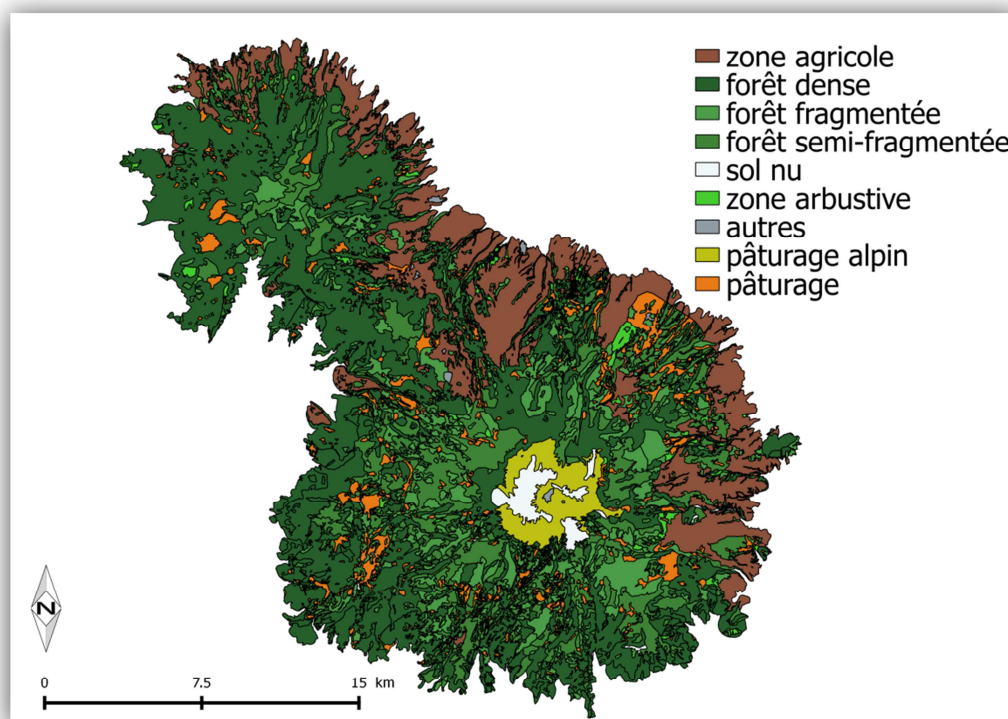 zone agricole
forêt dense
forêt fragmentée
forêt semi-fragmentée
sol nu
zone arbustive
autres
pâturage alpin
pâturage
N
0 7.5 15 km